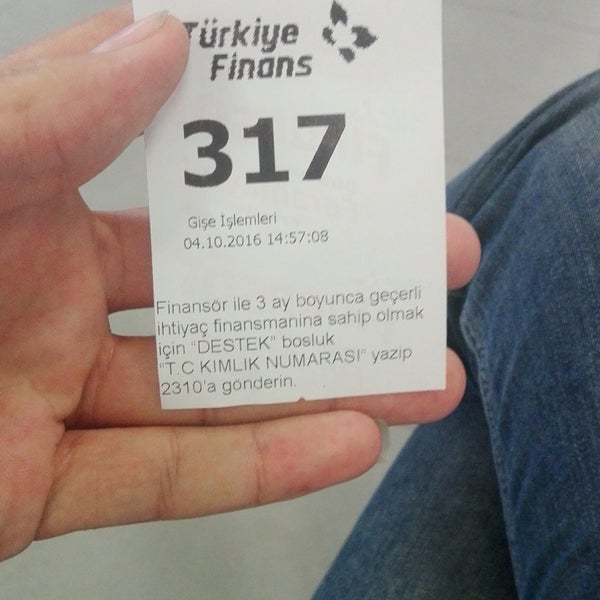 Türkiye
Finans
317
Gişe İşlemleri
04.10.2016 14:57:08
Finansör ile 3 ay boyunca geçerli
ihtiyaç finansmanina sahip olmak
için "DESTEK" bosluk
"T.C KIMLIK NUMARASI" yazip
2310'a gönderin.